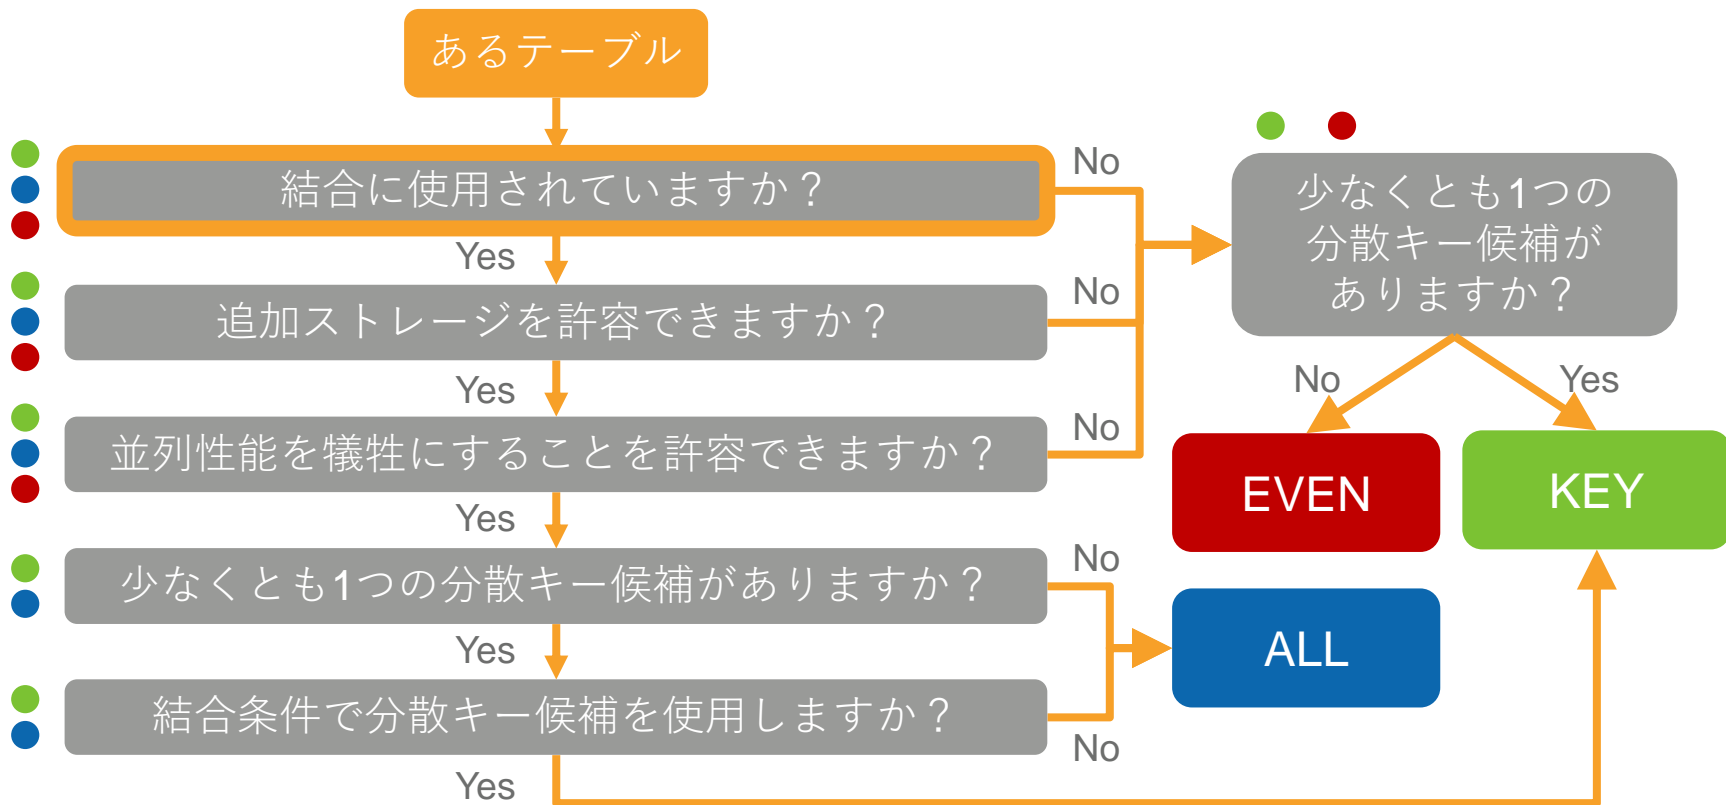 あるテーブル
結合に使用されていますか？
No
Yes
追加ストレージを許容できますか？
No
Yes
並列性能を犠牲にすることを許容できますか？
No
Yes
少なくとも1つの分散キー候補がありますか？
No
Yes
結合条件で分散キー候補を使用しますか？
No
Yes
少なくとも1つの
分散キー候補が
ありますか？
No
Yes
EVEN
KEY
ALL